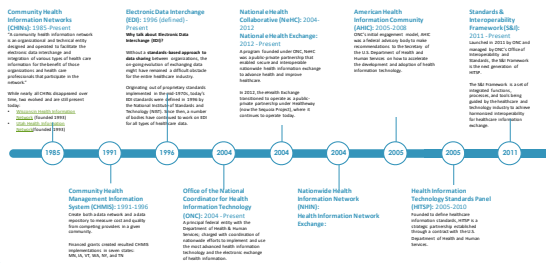 Community Health
Information Networks
(CHINs): 1985-Present
"A community health information network
is an organizational and technical entity
designed and operated to facilitate the
electronic data interchange and
integration of various types of health care
information for the benefit of the
organizations and health care
professionals that participate in the
network."
While nearly all CHINs disappeared over
time, two evolved and are still present
today.
• Health Information
Network (founded 1993)
• Utah Health Information
Network (founded 1993)
Electronic Data Interchange
(EDI): 1996 (defined) -
Present
Why talk about Electronic Data
Interchange (EDI)?
Without a standards-based approach to
data sharing between organizations, the
on-going evolution of exchanging data
might have remained a difficult obstacle
for the entire healthcare industry.
Originating out of proprietary standards
implemented in the mid-1970s, today's
EDI standards were defined in 1996 by
the National Institute of Standards and
Technology (NIST). Since then, a number
of bodies have continued to work on EDI
for all types of healthcare data.
National eHealth
Collaborative (NeHC): 2004-
2012
National eHealth Exchange:
2012 - Present
A program founded under ONC, NeHC
was a public-private partnership that
enabled secure and interoperable
nationwide health information exchange
to advance health and improve
healthcare
In 2012, the eHealth Exchange
transitioned to operate as a public-
private partnership under Healtheway
(now the Sequoia Project), where it
continues to operate today.
American Health
Information Community
(AHIC): 2005-2008
ONC's initial engagement model, AHIC
was a federal advisory body to make
recommendations to the Secretary of
the U.S. Department of Health and
Human Services on how to accelerate
the development and adoption of health
information technology.
Standards &
Interoperability
Framework (S&I):
2011 - Present
Launched in 2011 by ONC and
managed by ONC's Office of
Interoperability and
Standards, the S&I Framework
is the next generation of
HITSP.
The S&I Framework is a set of
integrated functions,
processes, and tools being
guided by the healthcare and
technology industry to achieve
harmonized interoperability
for healthcare information
exchange.
1985
1991
1996
2004
2004
2004
2005
2005
2011
Community Health
Management Information
System (CHMIS): 1991-1996
Create both a data network and a data
repository to measure cost and quality
from competing providers in a given
community.
Financial grants created resulted CHMIS
implementations in seven states:
MN, IA, VT, WA, NY, and TN
Office of the National
Coordinator for Health
Information Technology
(ONC): 2004 - Present
A principal federal entity with the
Department of Health & Human
Services; charged with coordination of
nationwide efforts to implement and use
the most advanced health information
technology and the electronic exchange
of health information.
Nationwide Health
Information Network
(NHIN):
Health Information Network
Exchange:
Health Information
Technology Standards Panel
(HITSP): 2005-2010
Founded to define healthcare
information standards, HITSP is a
strategic partnership established
through a contract with the U.S.
Department of Health and Human
Services.